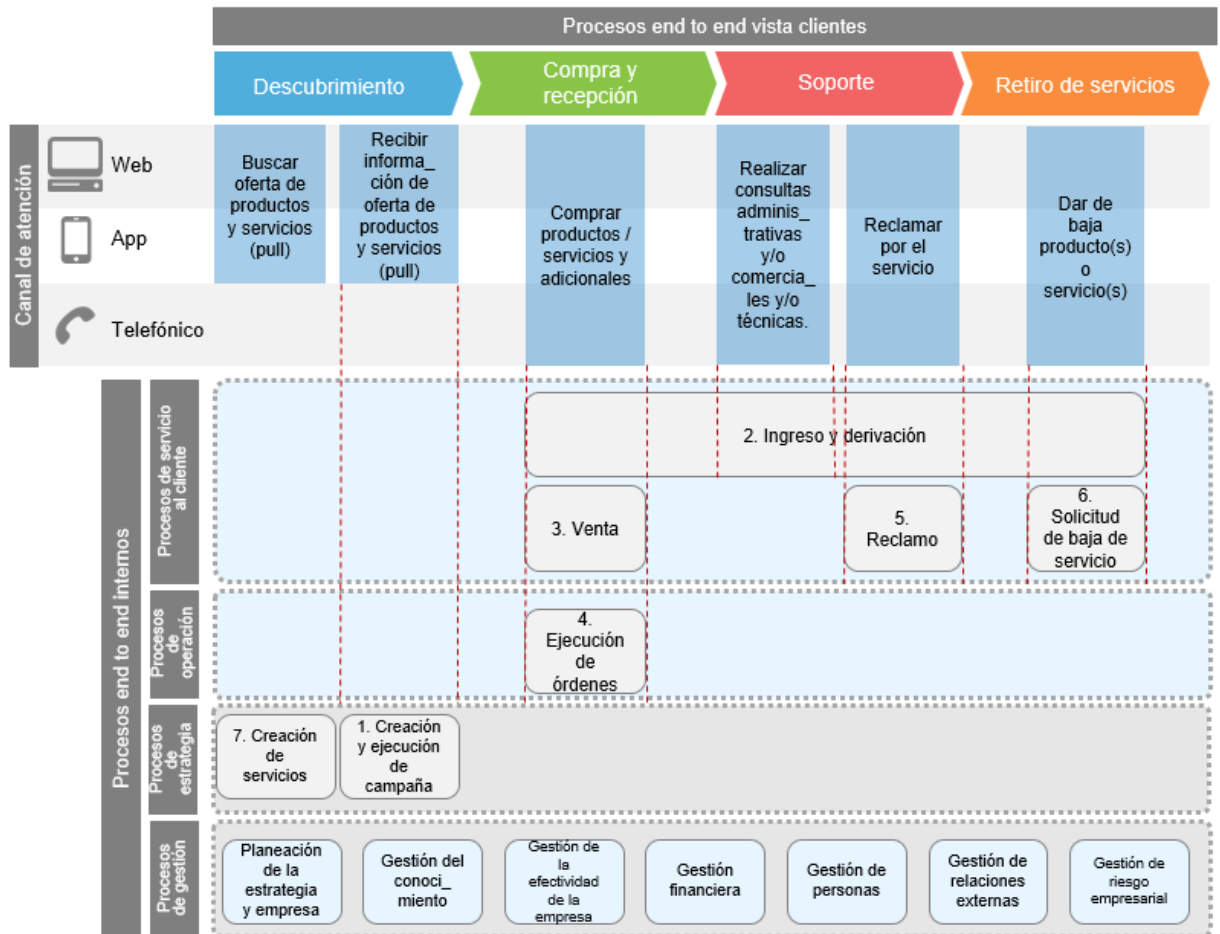 Procesos end to end vista clientes
Descubrimiento
Compra y
recepción
Soporte
Retiro de servicios
Canal de atención
Web
App
Telefónico
Buscar
oferta de
productos
y servicios
(pull)
Recibir
informa_
ción de
oferta de
productos
y servicios
(pull)
Comprar
productos /
servicios y
adicionales
Realizar
consultas
adminis_
trativas
y/o
comercia_
les y/o
técnicas.
Reclamar
por el
servicio
Dar de
baja
producto(s)
o
servicio(s)
Procesos end to end internos
Procesos de servicio
al cliente
2. Ingreso y derivación
3. Venta
5.
Reclamo
6.
Solicitud
de baja de
servicio
Procesos
de
operación
4.
Ejecución
de
órdenes
Procesos
de
estrategia
7. Creación
de
servicios
1. Creación
y ejecución
de
campaña
Procesos
de gestión
Planeación
de la
estrategia
y empresa
Gestión del
conoci_
miento
Gestión de
la
efectividad
de la
empresa
Gestión
financiera
Gestión de
personas
Gestión de
relaciones
externas
Gestión de
riesgo
empresarial